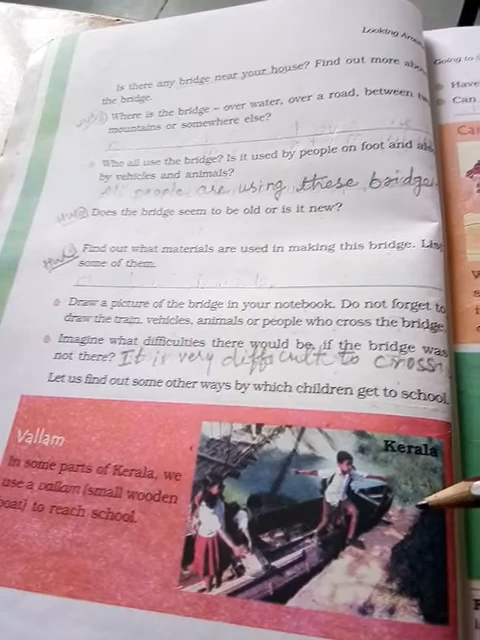 Looking Aro
Is there any bridge near your house? Find out more abo
the bridge.
Where is the bridge – over water, over a road, between
mountains or somewhere else?
Who all use the bridge? Is it used by people on foot and
by vehicles and animals?
people are using these bridge
Does the bridge seem to be old or is it new?
Find out what materials are used in making this bridge. Lis
some of them.
Draw a picture of the bridge in your notebook. Do not forget to
draw the train, vehicles, animals or people who cross the bridge
Imagine what difficulties there would be, if the bridge was
not there? It is very difficult to cross
Let us find out some other ways by which children get to school.
Vallam
In some parts of Kerala, we
use a vallam (small wooden
boat) to reach school.
Kerala
Going to
Have
Can
Ca